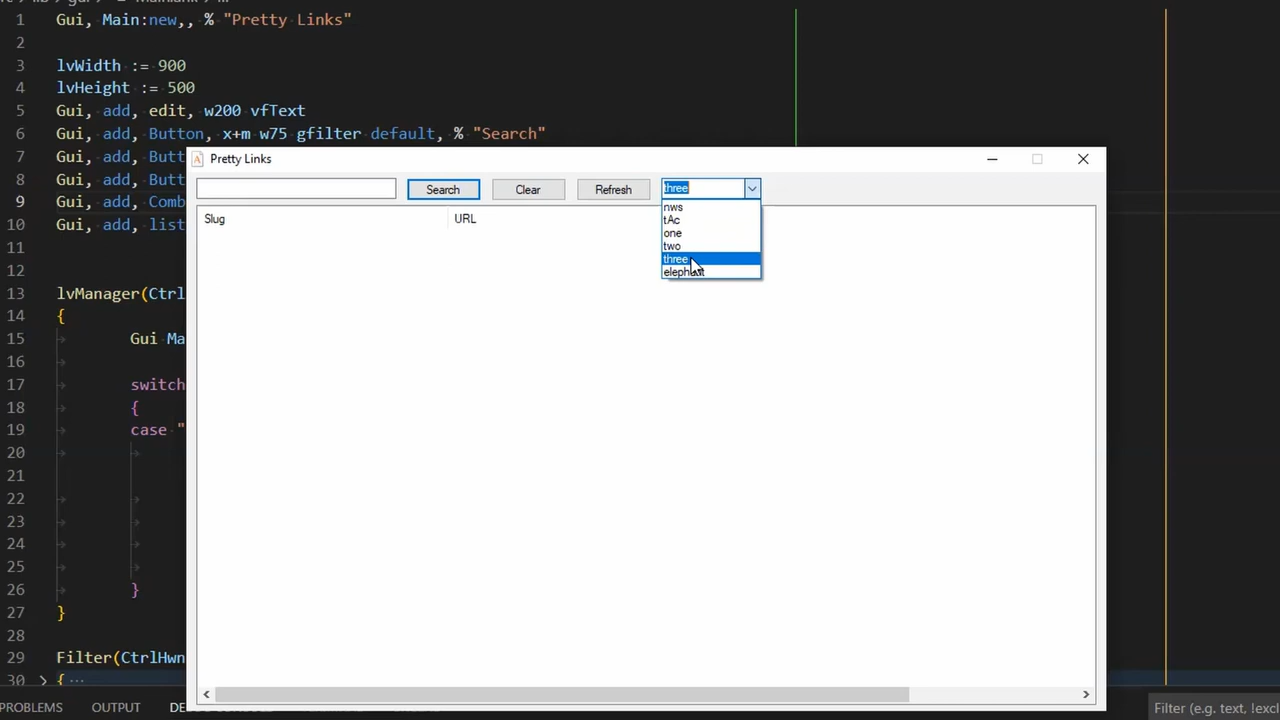 1 Gui, Main:new,, % "Pretty Links"
2
3 lvWidth := 900
4 lvHeight := 500
5 Gui, add, edit, w200 vfText
6 Gui, add, Button, x+m w75 gfilter default, % "Search"
7 Gui, add, Butt
8 Gui, add, Butt
9 Gui, add, Comb
10 Gui, add, list
11
12
13 lvManager(Ctrl
14 {
15 Gui Ma
16
17 switch
18 {
19 case "
20
21
22
23
24
25
26 }
27 }
28
29 Filter(CtrlHwn
30 { ...
Pretty Links
Search Clear Refresh three
nws
tAc
one
two
three
elephant
Slug URL
PROBLEMS OUTPUT
Filter (e.g. text, !excl